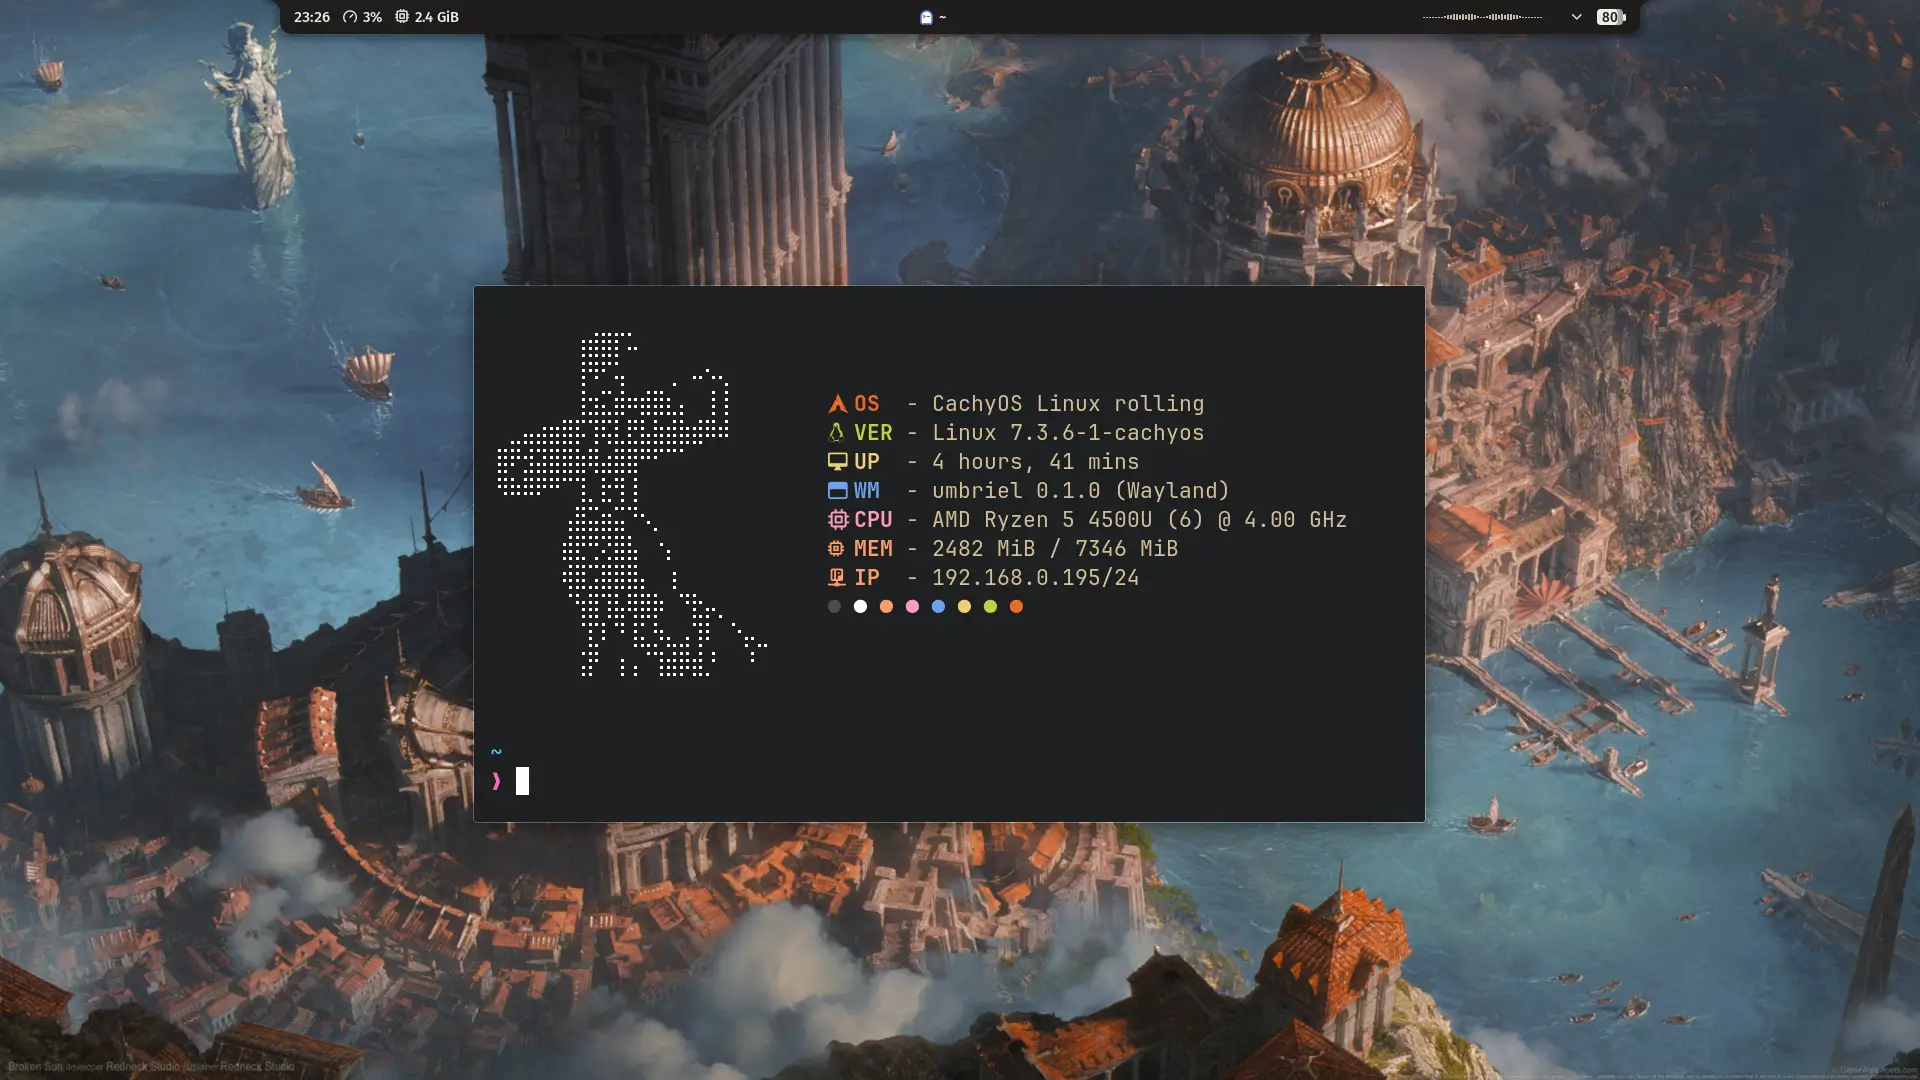 23:26 3% 2.4 GiB ~ 80
OS - CachyOS Linux rolling
VER - Linux 7.3.6-1-cachyos
UP - 4 hours, 41 mins
WM - umbriel 0.1.0 (Wayland)
CPU - AMD Ryzen 5 4500U (6) @ 4.00 GHz
MEM - 2482 MiB / 7346 MiB
IP - 192.168.0.195/24
~
❯
Broken Sun developer Redneck Studio publisher Redneck Studio
© GameWallpapers.com